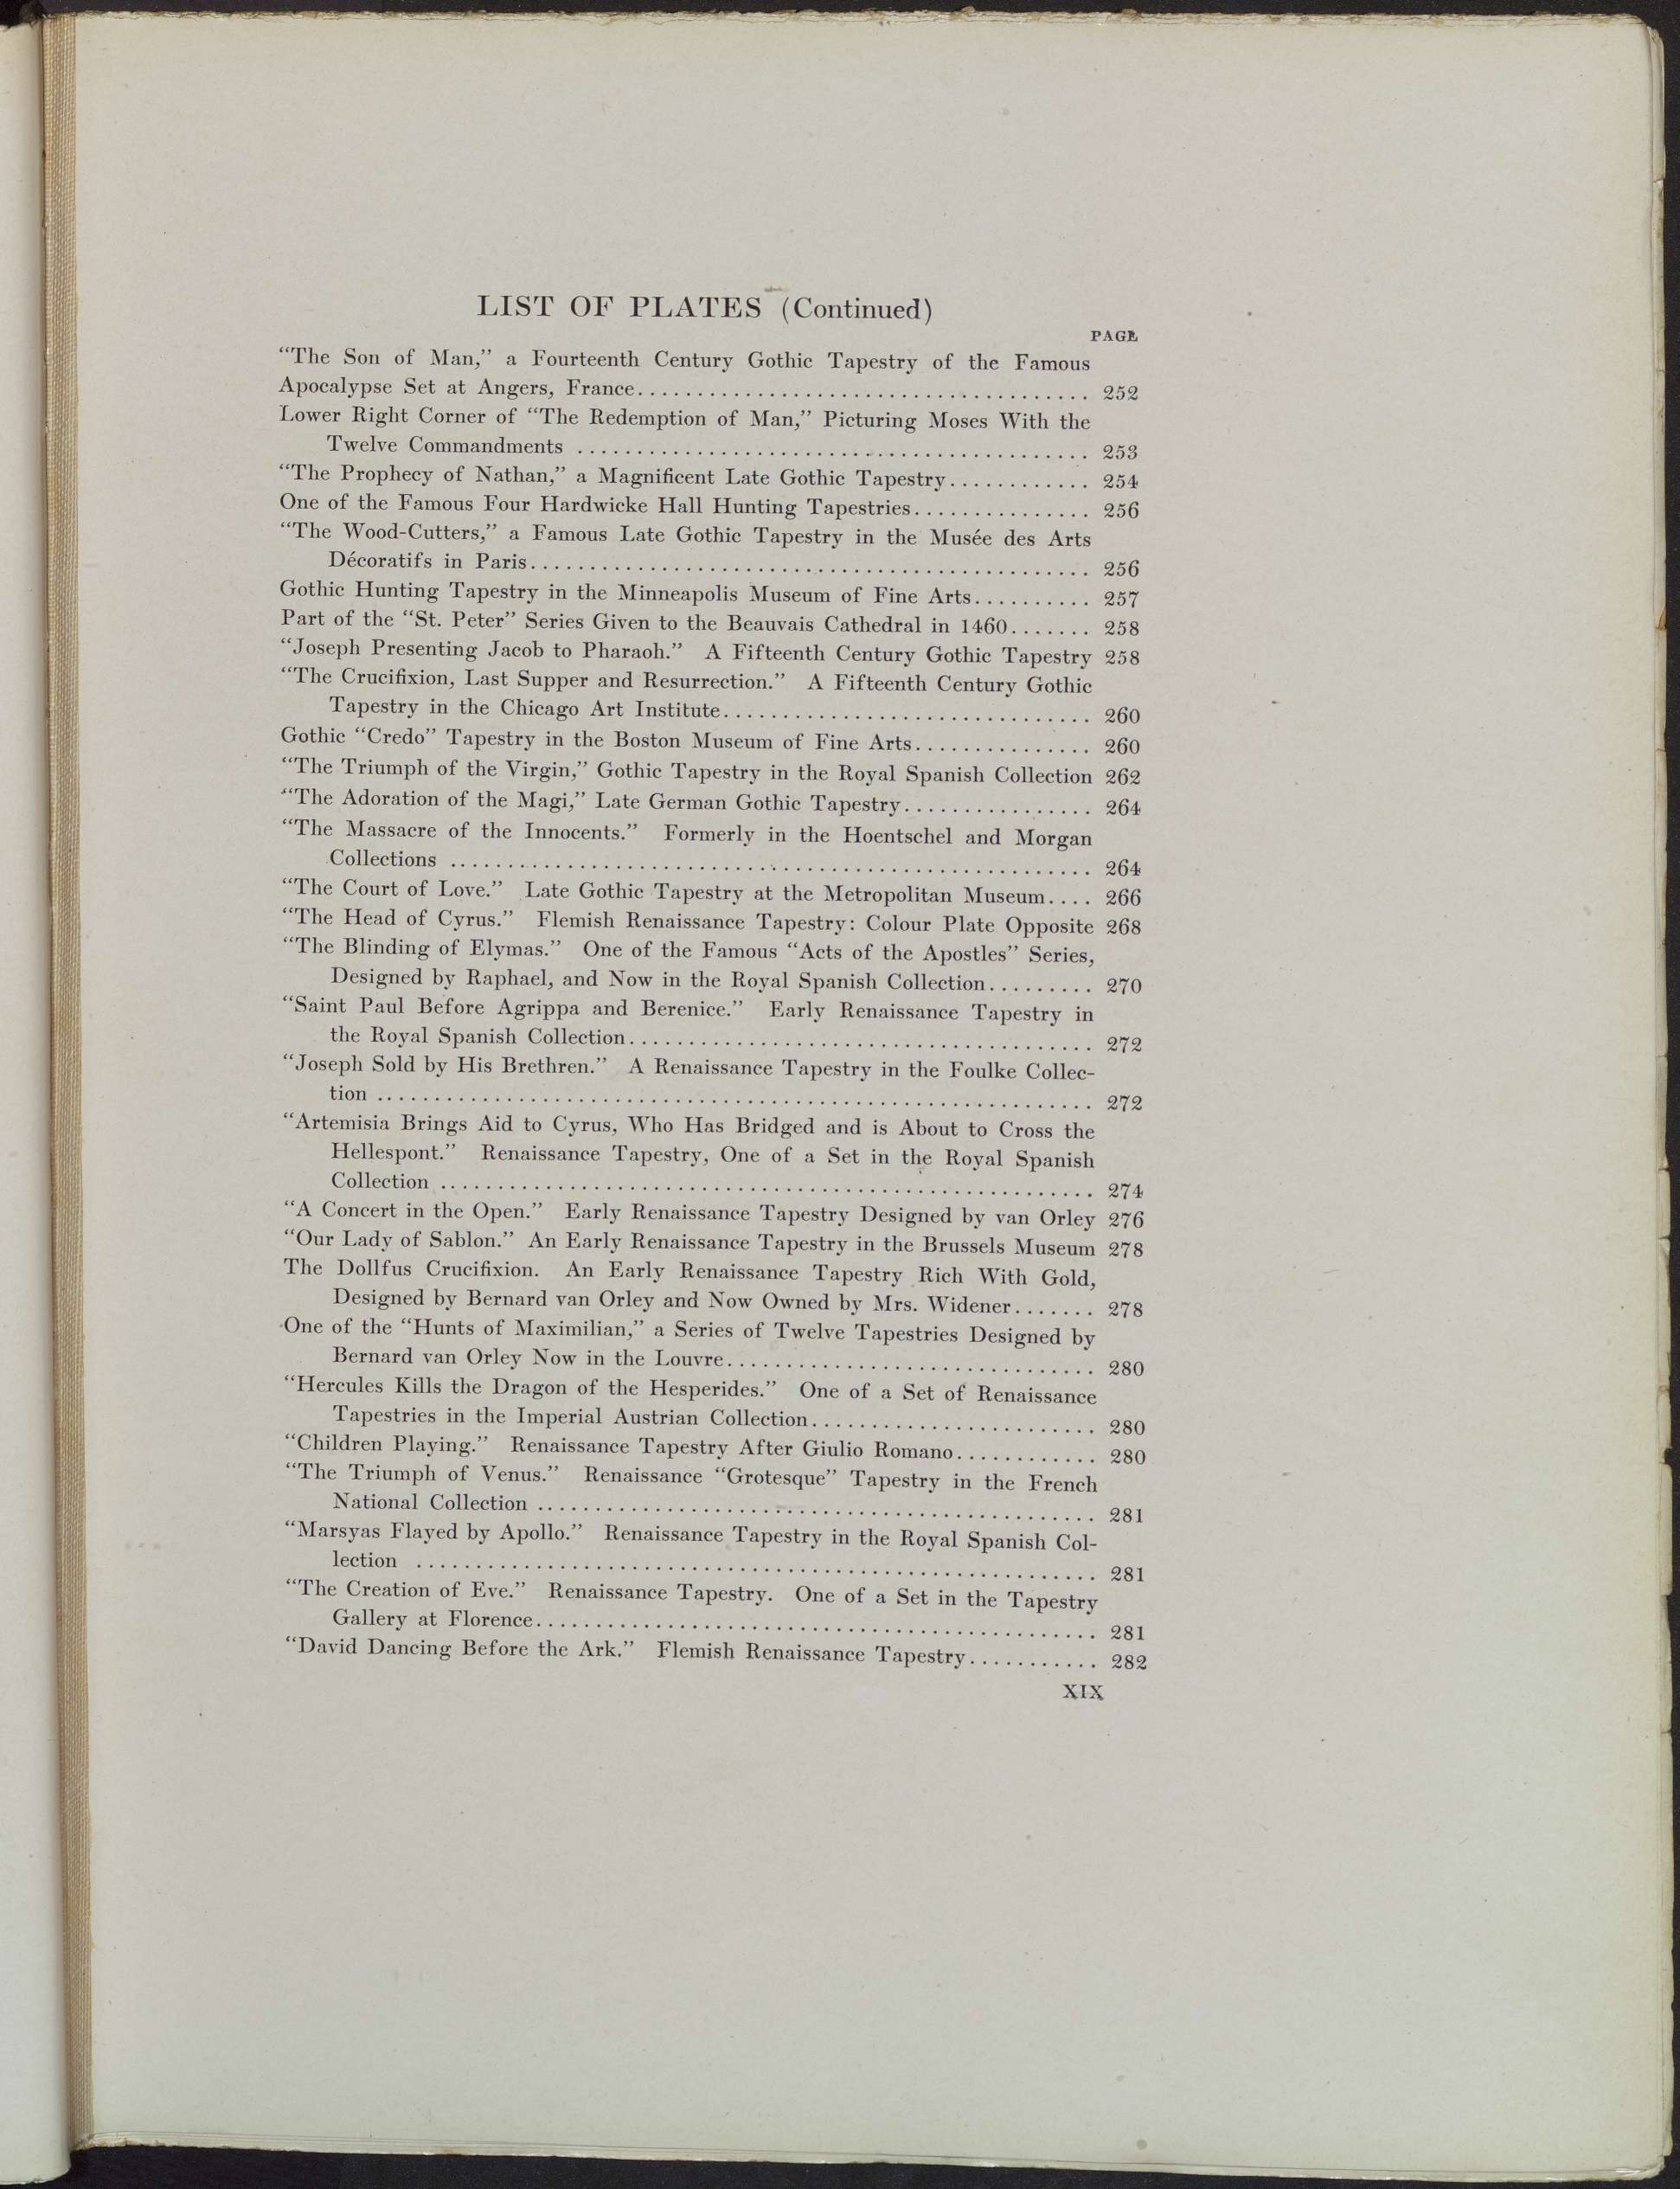 LIST OF PLATES (Continued)
PAGE
“The Son of Man,” a Fourteenth Century Gothic Tapestry of the Famous
Apocalypse Set at Angers, France...................................... 252
Lower Right Corner of “The Redemption of Man,” Picturing Moses With the
Twelve Commandments ........................................... 253
“The Prophecy of Nathan,” a Magnificent Late Gothic Tapestry............ 254
One of the Famous Four Hardwicke Hall Hunting Tapestries............... 256
“The Wood-Cutters,” a Famous Late Gothic Tapestry in the Musée des Arts
Décoratifs in Paris............................................... 256
Gothic Hunting Tapestry in the Minneapolis Museum of Fine Arts.......... 257
Part of the “St. Peter” Series Given to the Beauvais Cathedral in 1460....... 258
“Joseph Presenting Jacob to Pharaoh.” A Fifteenth Century Gothic Tapestry 258
“The Crucifixion, Last Supper and Resurrection.” A Fifteenth Century Gothic
Tapestry in the Chicago Art Institute............................... 260
Gothic “Credo” Tapestry in the Boston Museum of Fine Arts............... 260
“The Triumph of the Virgin,” Gothic Tapestry in the Royal Spanish Collection 262
“The Adoration of the Magi,” Late German Gothic Tapestry................ 264
“The Massacre of the Innocents.” Formerly in the Hoentschel and Morgan
Collections ...................................................... 264
“The Court of Love.” Late Gothic Tapestry at the Metropolitan Museum.... 266
“The Head of Cyrus.” Flemish Renaissance Tapestry: Colour Plate Opposite 268
“The Blinding of Elymas.” One of the Famous “Acts of the Apostles” Series,
Designed by Raphael, and Now in the Royal Spanish Collection......... 270
“Saint Paul Before Agrippa and Berenice.” Early Renaissance Tapestry in
the Royal Spanish Collection....................................... 272
“Joseph Sold by His Brethren.” A Renaissance Tapestry in the Foulke Collec-
tion ............................................................ 272
“Artemisia Brings Aid to Cyrus, Who Has Bridged and is About to Cross the
Hellespont.” Renaissance Tapestry, One of a Set in the Royal Spanish
Collection ....................................................... 274
“A Concert in the Open.” Early Renaissance Tapestry Designed by van Orley 276
“Our Lady of Sablon.” An Early Renaissance Tapestry in the Brussels Museum 278
The Dollfus Crucifixion. An Early Renaissance Tapestry Rich With Gold,
Designed by Bernard van Orley and Now Owned by Mrs. Widener....... 278
One of the “Hunts of Maximilian,” a Series of Twelve Tapestries Designed by
Bernard van Orley Now in the Louvre............................... 280
“Hercules Kills the Dragon of the Hesperides.” One of a Set of Renaissance
Tapestries in the Imperial Austrian Collection........................ 280
“Children Playing.” Renaissance Tapestry After Giulio Romano............ 280
“The Triumph of Venus.” Renaissance “Grotesque” Tapestry in the French
National Collection ............................................... 281
“Marsyas Flayed by Apollo.” Renaissance Tapestry in the Royal Spanish Col-
lection ......................................................... 281
“The Creation of Eve.” Renaissance Tapestry. One of a Set in the Tapestry
Gallery at Florence............................................... 281
“David Dancing Before the Ark.” Flemish Renaissance Tapestry........... 282
XIX